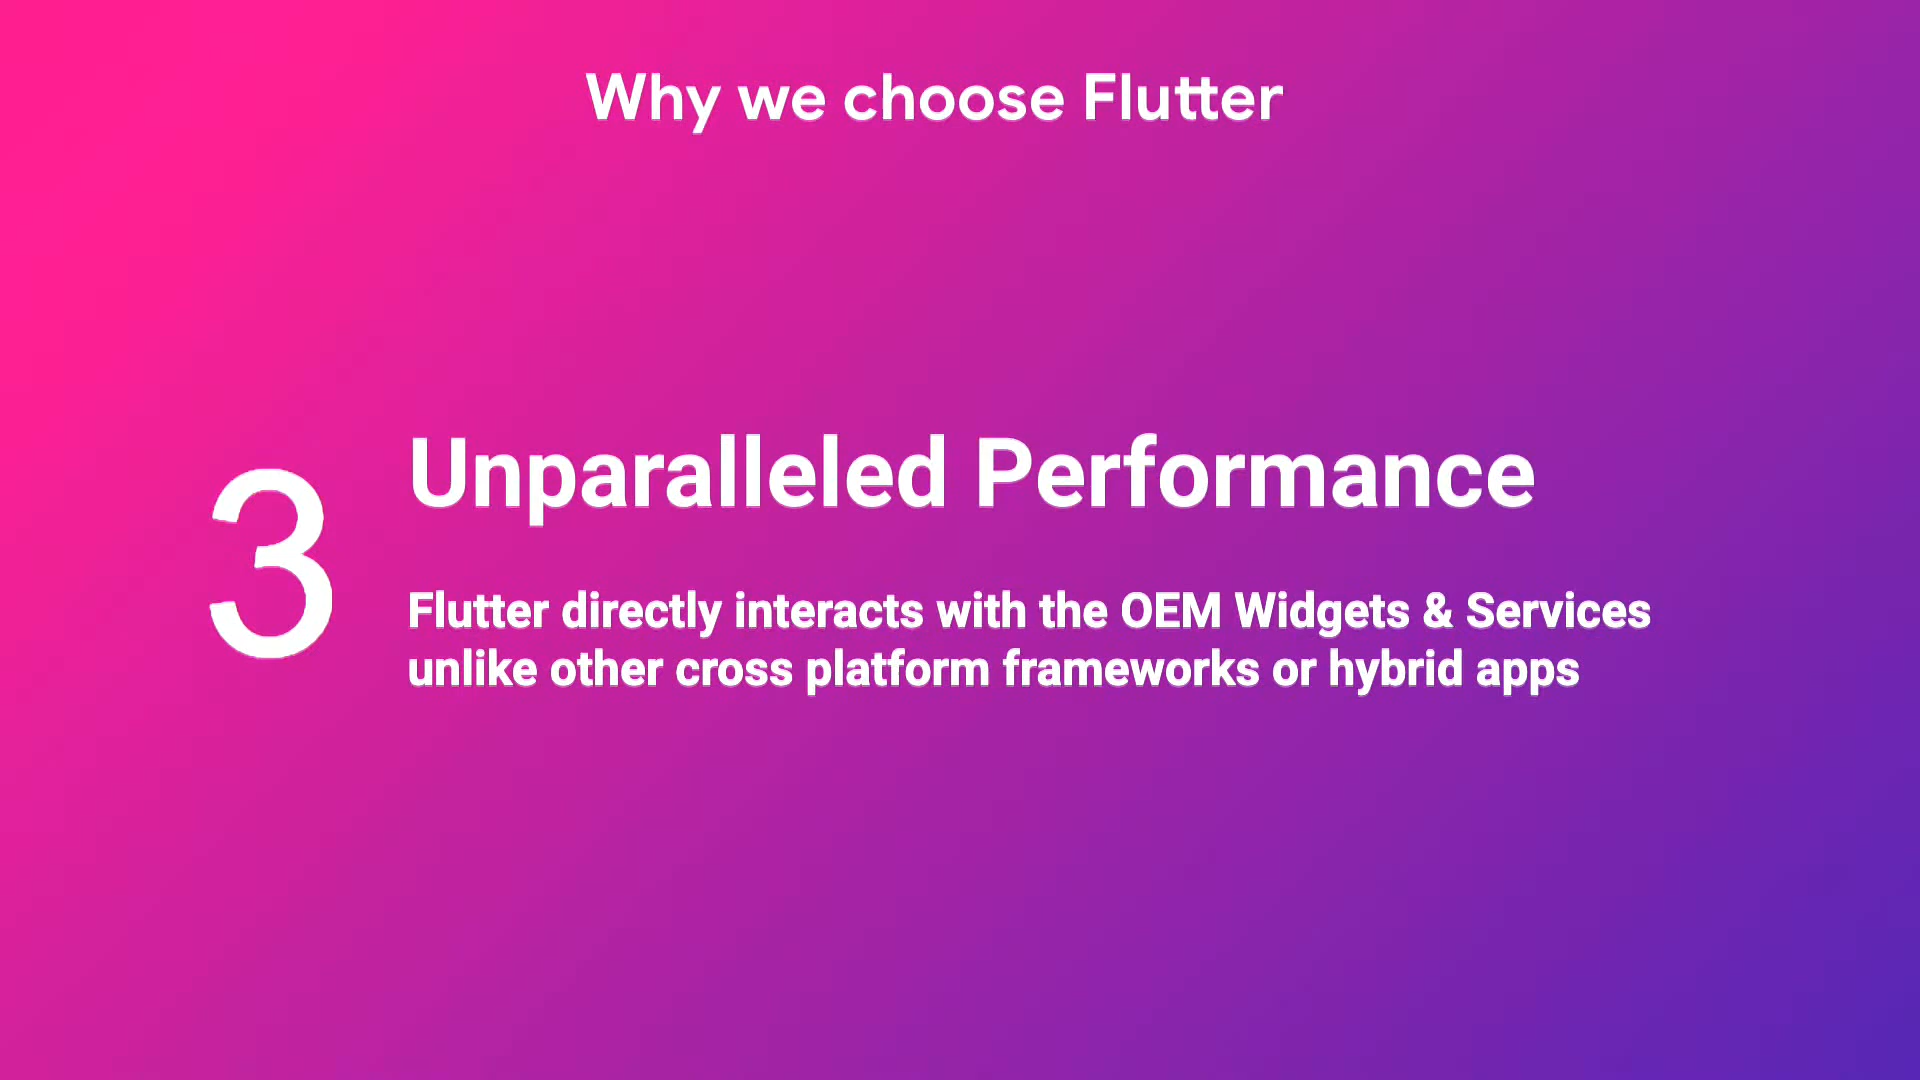 Why we choose Flutter
3
Unparalleled Performance
Flutter directly interacts with the OEM Widgets & Services
unlike other cross platform frameworks or hybrid apps